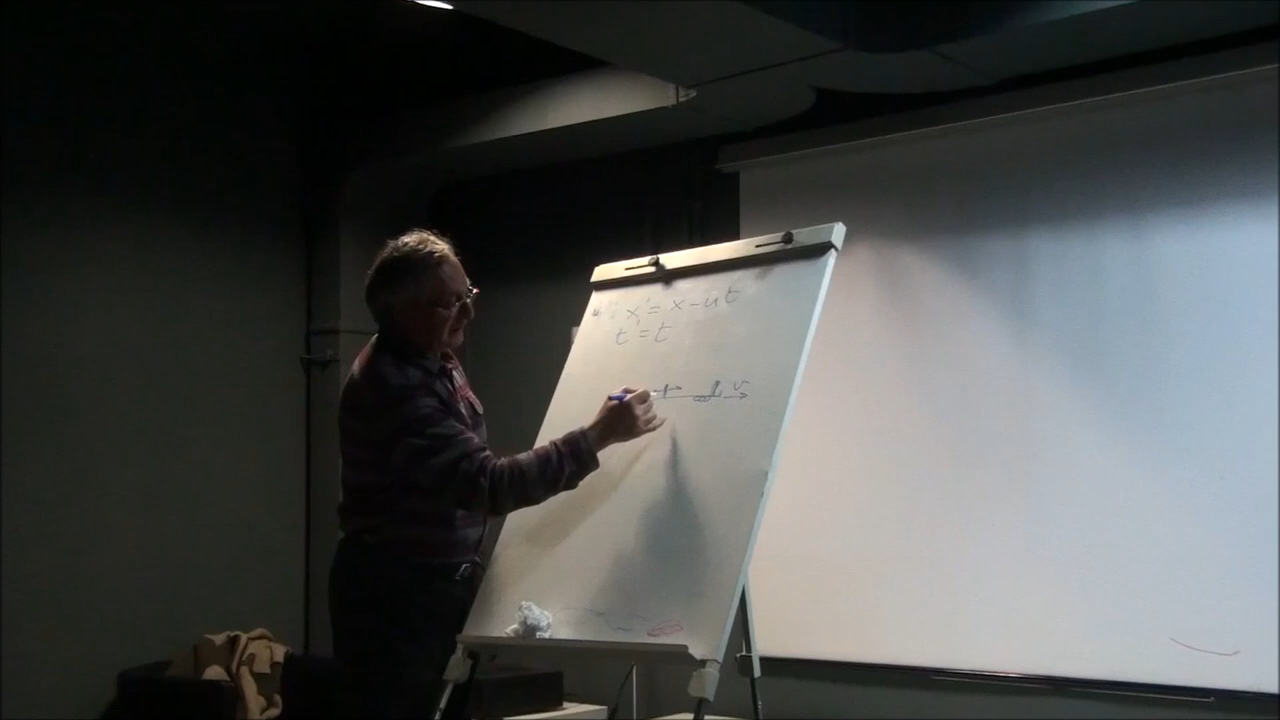 x' = x - ut
t' = t
v